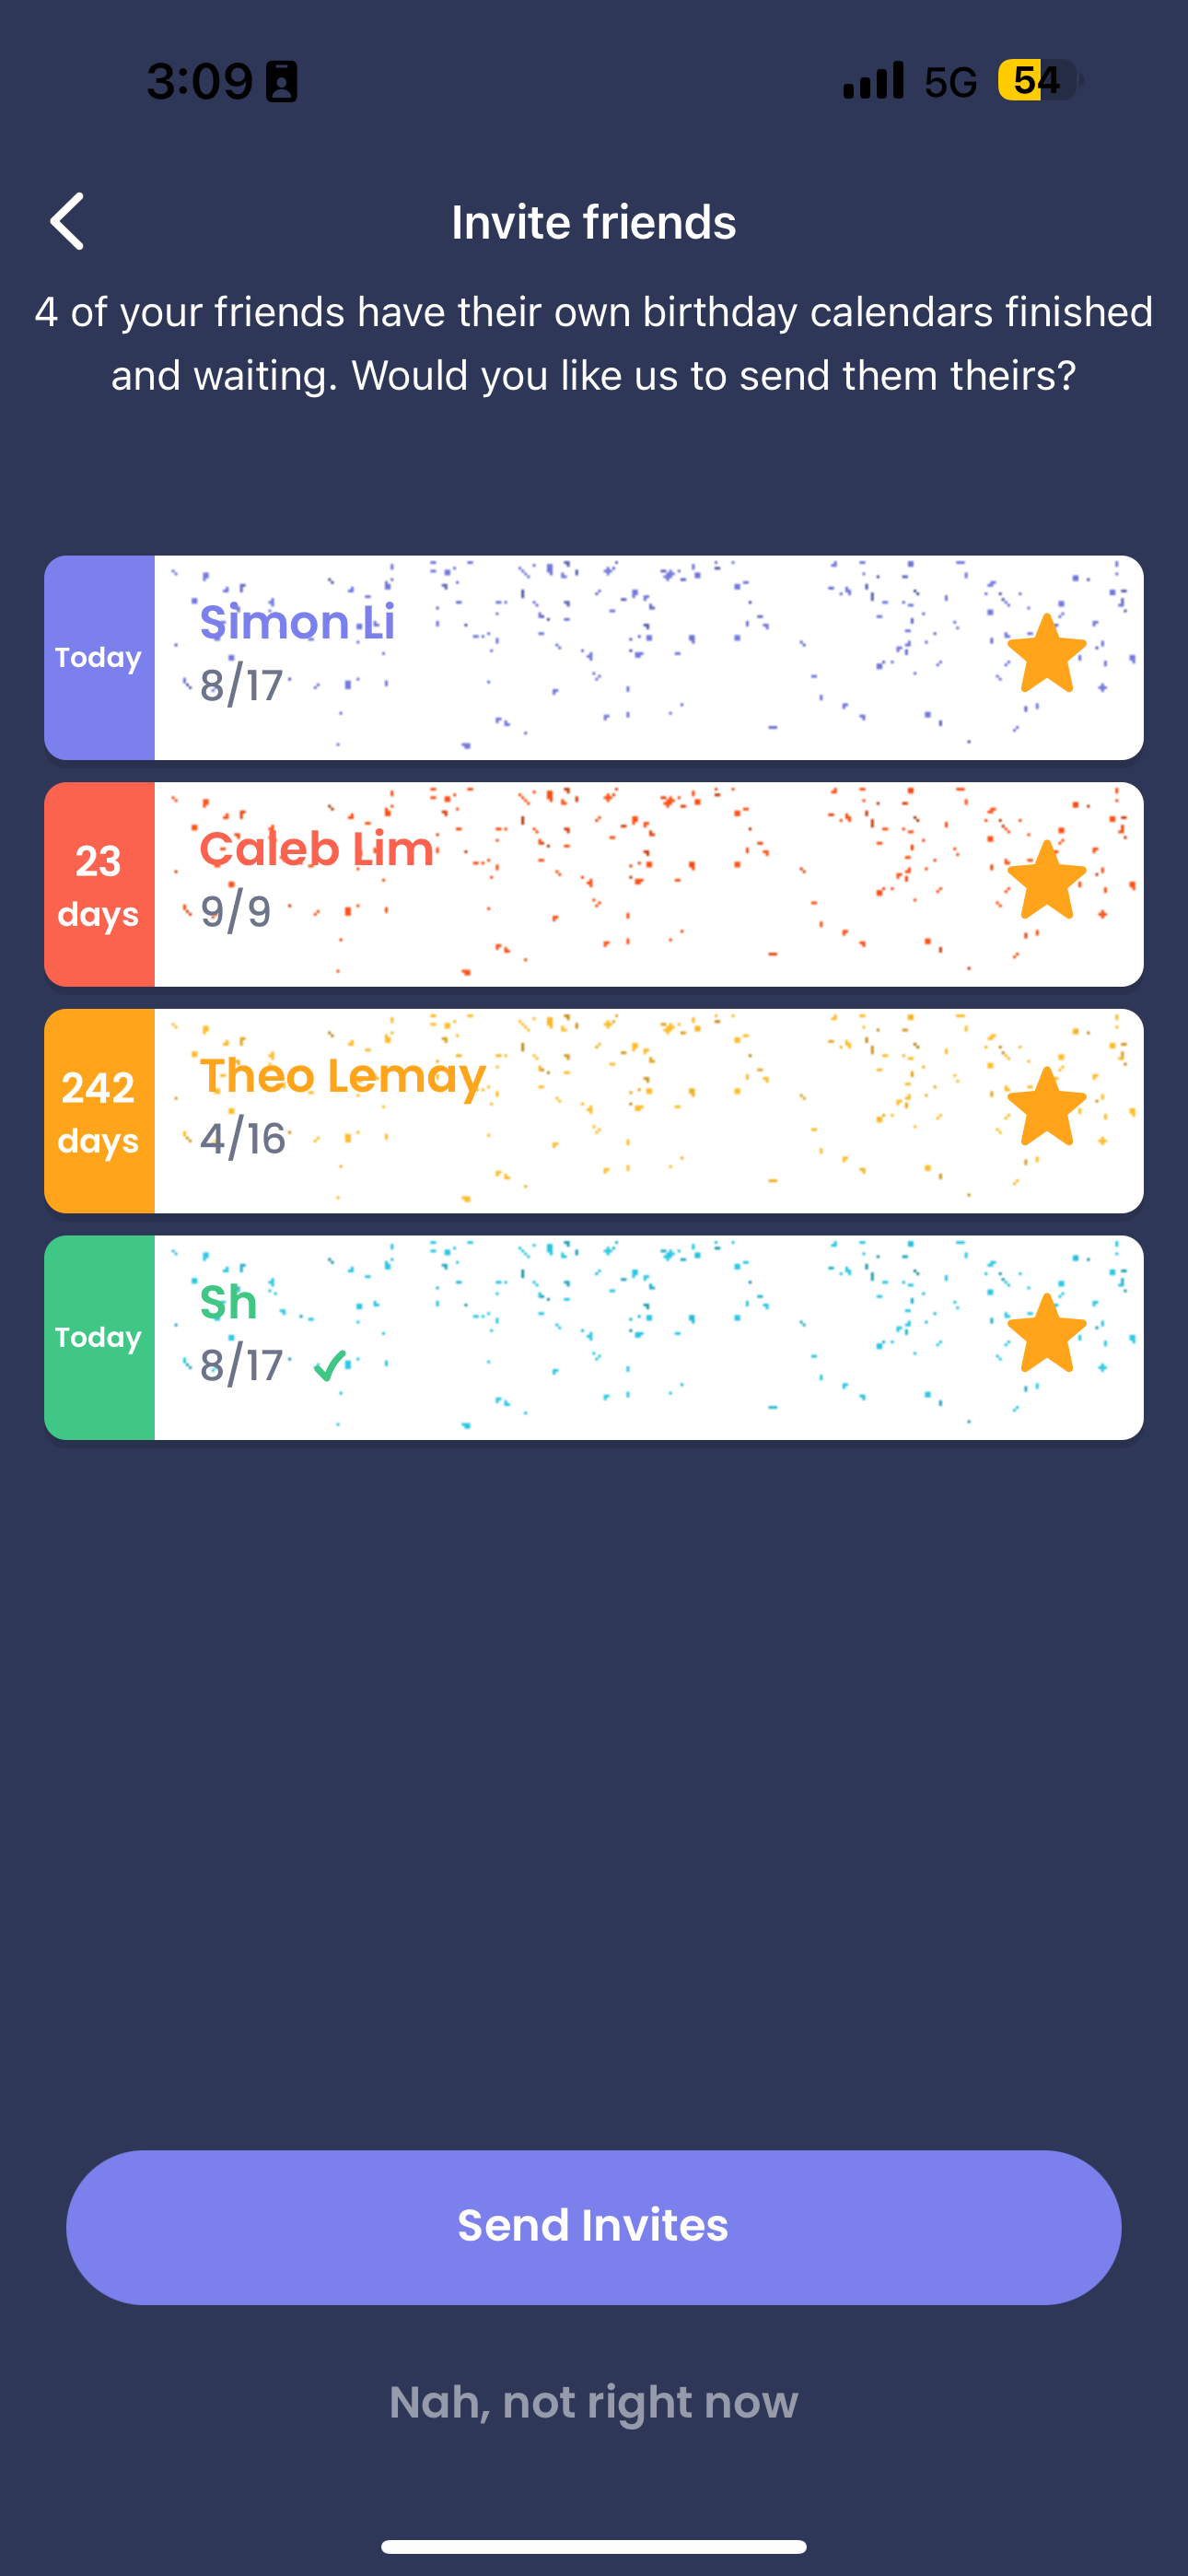 3:09
5G 54
Invite friends
4 of your friends have their own birthday calendars finished
and waiting. Would you like us to send them theirs?
Today
Simon Li
8/17
23
days
Caleb Lim
9/9
242
days
Theo Lemay
4/16
Today
Sh
8/17
Send Invites
Nah, not right now